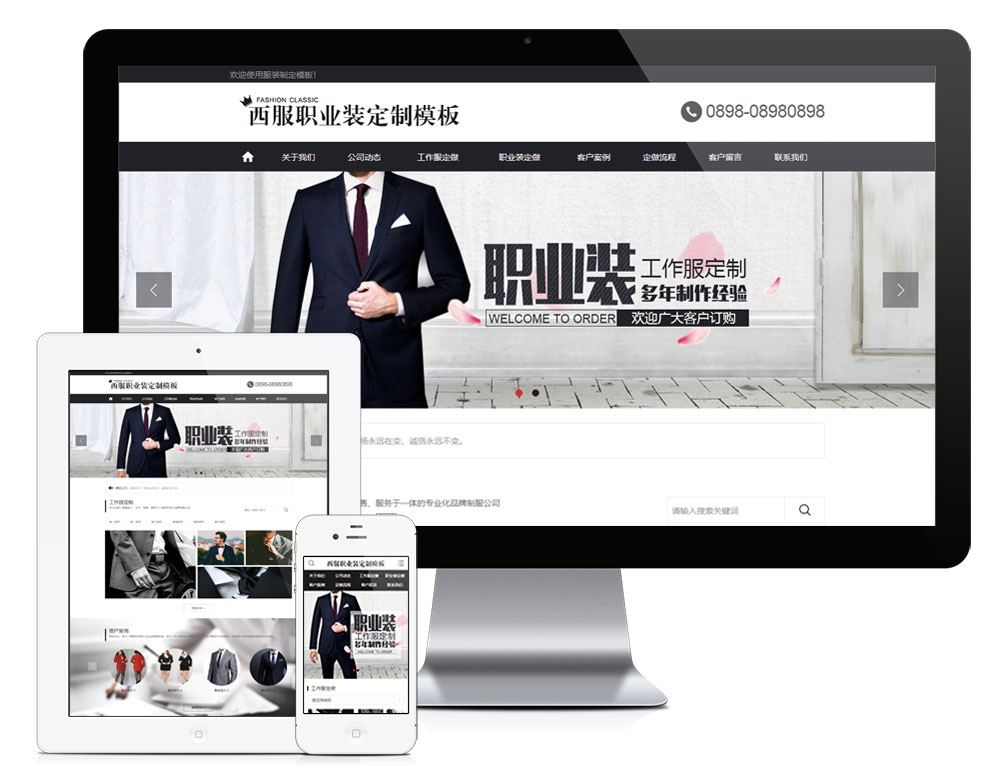 欢迎使用服装制定模板!
FASHION CLASSIC
西服职业装定制模板
0898-08980898
关于我们 公司动态 工作服定做 职业装定做 客户案例 定做流程 客户留言 联系我们
职业装
工作服定制
多年制作经验
WELCOME TO ORDER 欢迎广大客户订购
场永远在变，诚信永远不变。
售、服务于一体的专业化品牌制服公司
请输入搜索关键词
西服职业装定制模板
0898-08980898
职业装
工作服定制
多年制作经验
WELCOME TO ORDER 欢迎广大客户订购
工作服定制
客户案例
西服职业装定制模板
关于我们 公司动态 工作服定做 职业装定做
客户案例 定做流程 客户留言 联系我们
职业装
工作服定制
多年制作经验
WELCOME TO ORDER